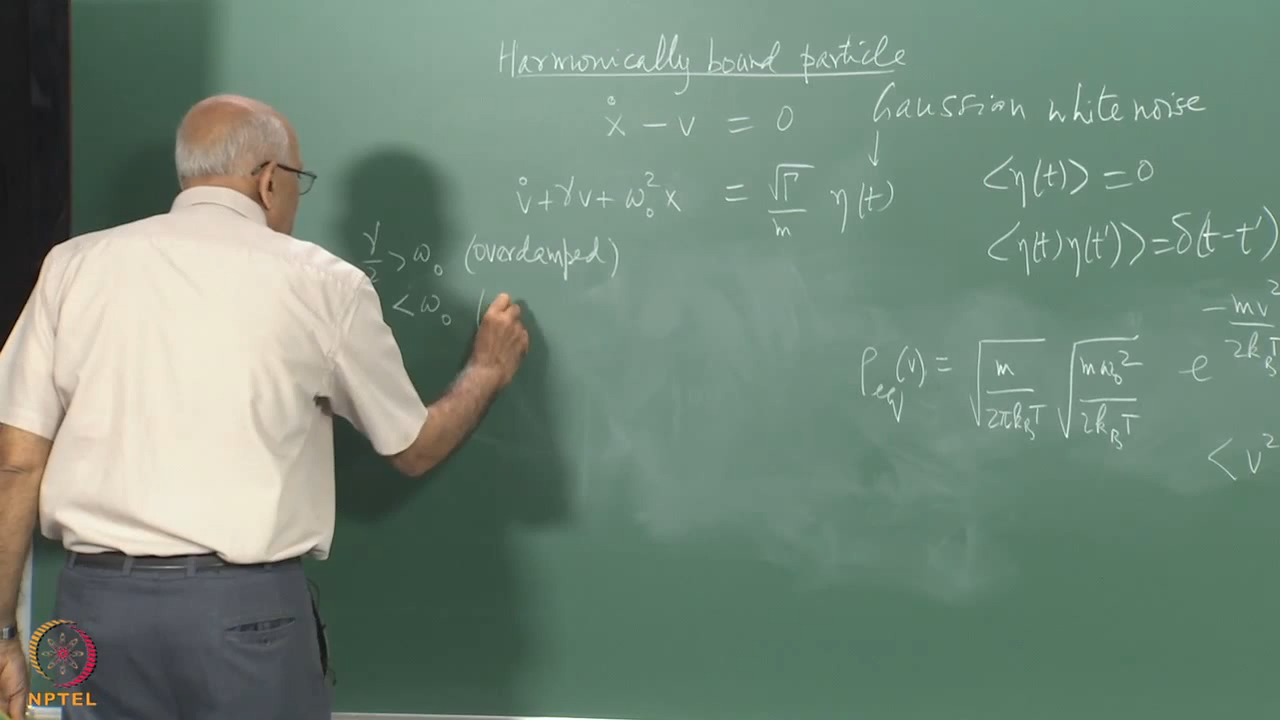 Harmonically bound particle
ẋ - v = 0
Gaussian white noise
↓
v̇ + γv + ω₀²x = √Γ/m η(t)
<η(t)> = 0
<η(t)η(t')> = δ(t-t')
γ/2 > ω₀ (overdamped)
< ω₀ (
P_eq(v) = √(m/2πk_BT) √(mω₀²/2k_BT) e^(-mv²/2k_BT
<v²
NPTEL